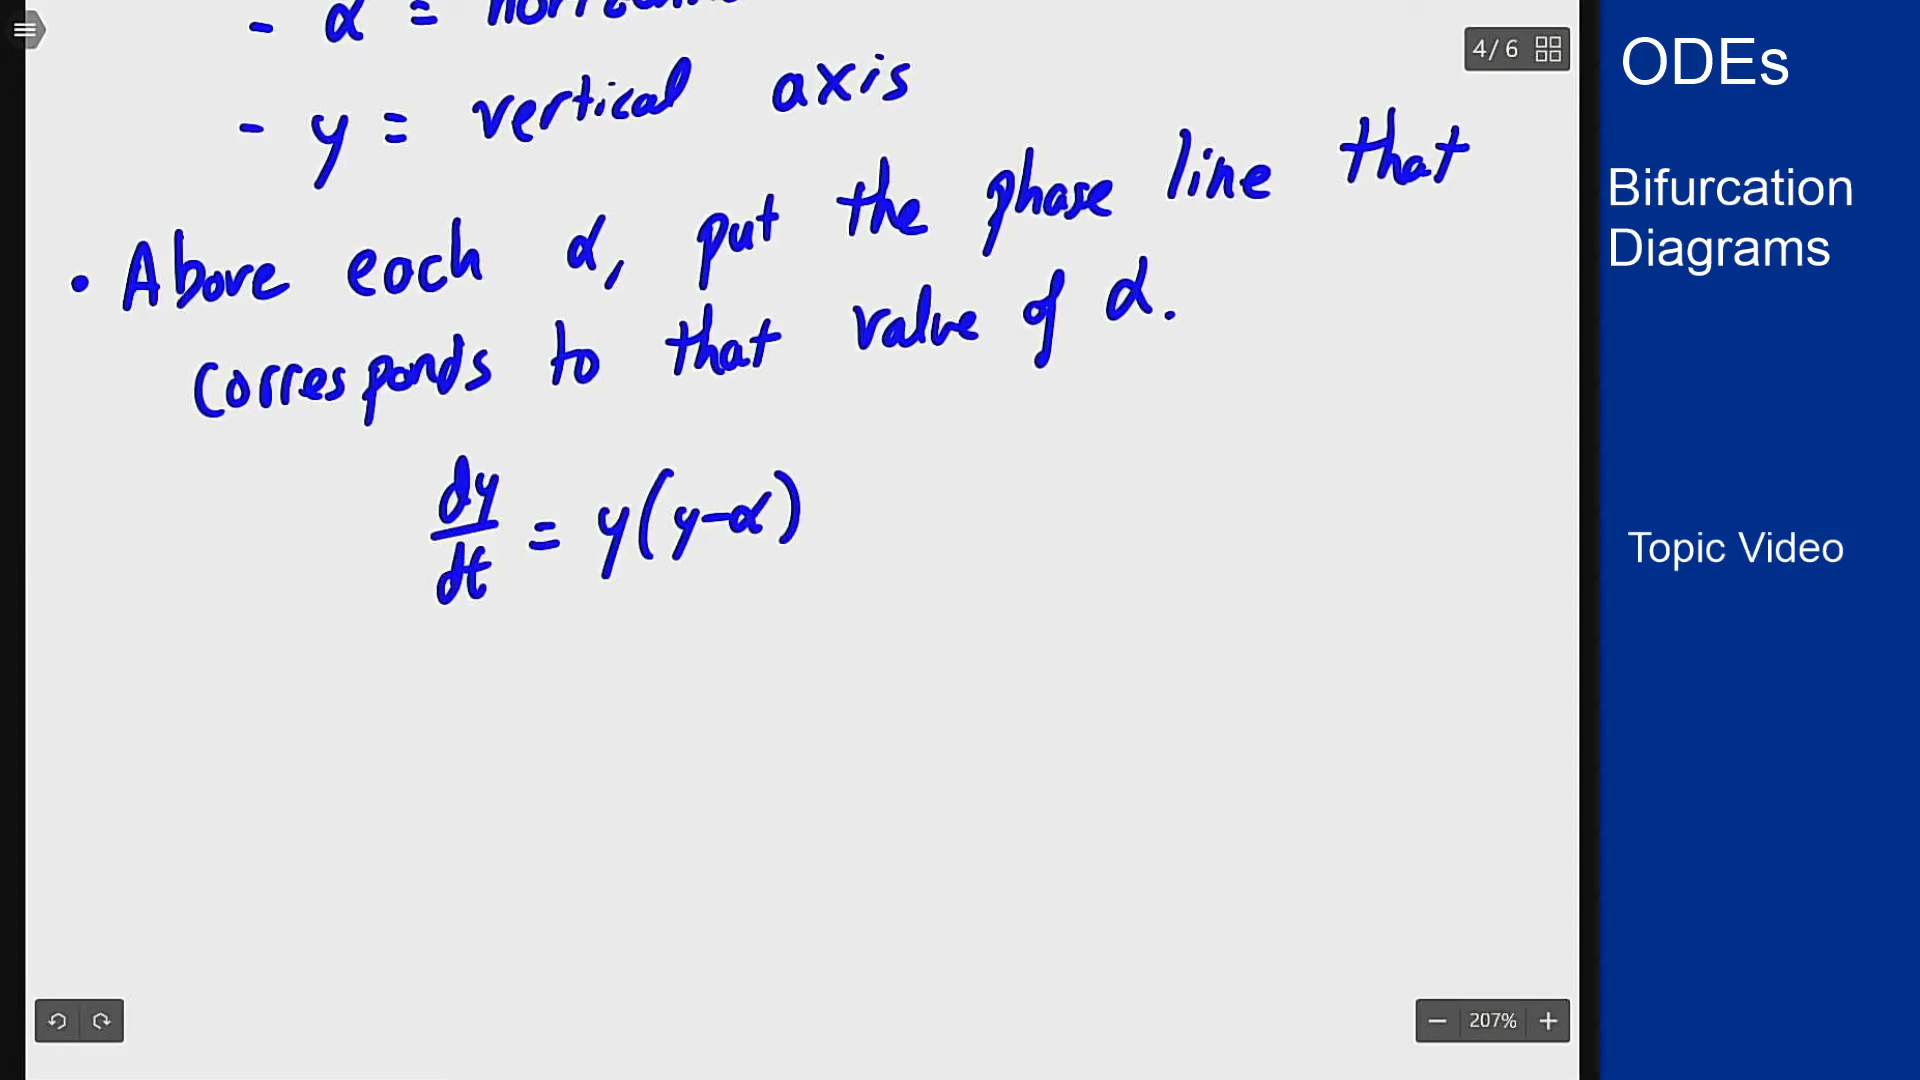 - α = horizon
- y = vertical axis
• Above each α, put the phase line that
corresponds to that value of α.
dy/dt = y(y-α)
4/6
207%
ODEs
Bifurcation
Diagrams
Topic Video